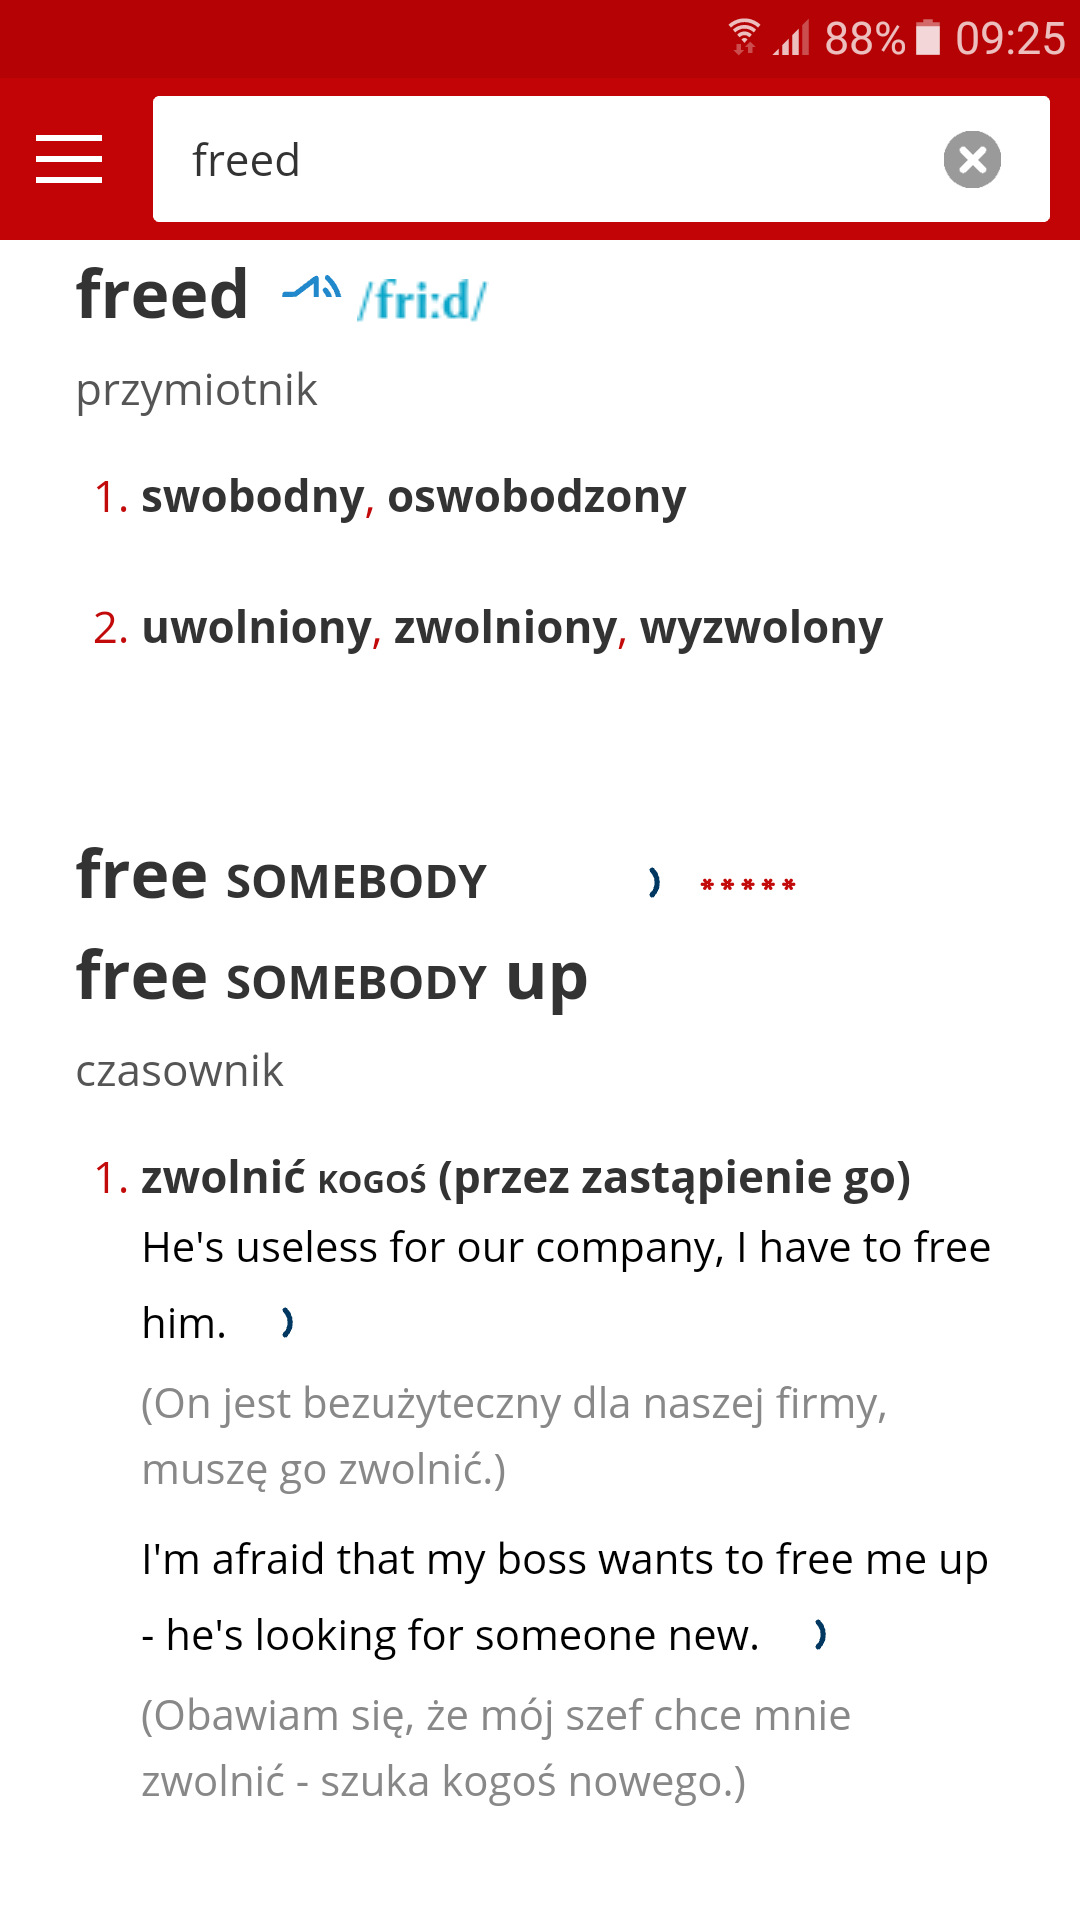 88% 09:25
freed
freed /fri:d/
przymiotnik
1. swobodny, oswobodzony
2. uwolniony, zwolniony, wyzwolony
free SOMEBODY *****
free SOMEBODY up
czasownik
1. zwolnić KOGOŚ (przez zastąpienie go)
He's useless for our company, I have to free
him.
(On jest bezużyteczny dla naszej firmy,
muszę go zwolnić.)
I'm afraid that my boss wants to free me up
- he's looking for someone new.
(Obawiam się, że mój szef chce mnie
zwolnić - szuka kogoś nowego.)